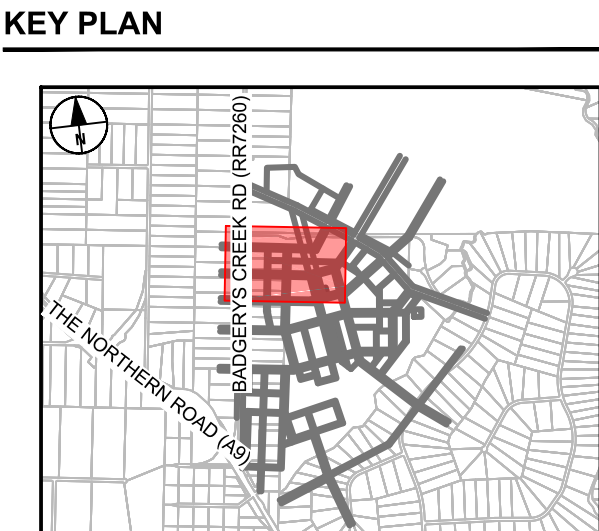 KEY PLAN
N
BADGERYS CREEK RD (RR7260)
THE NORTHERN ROAD (A9)